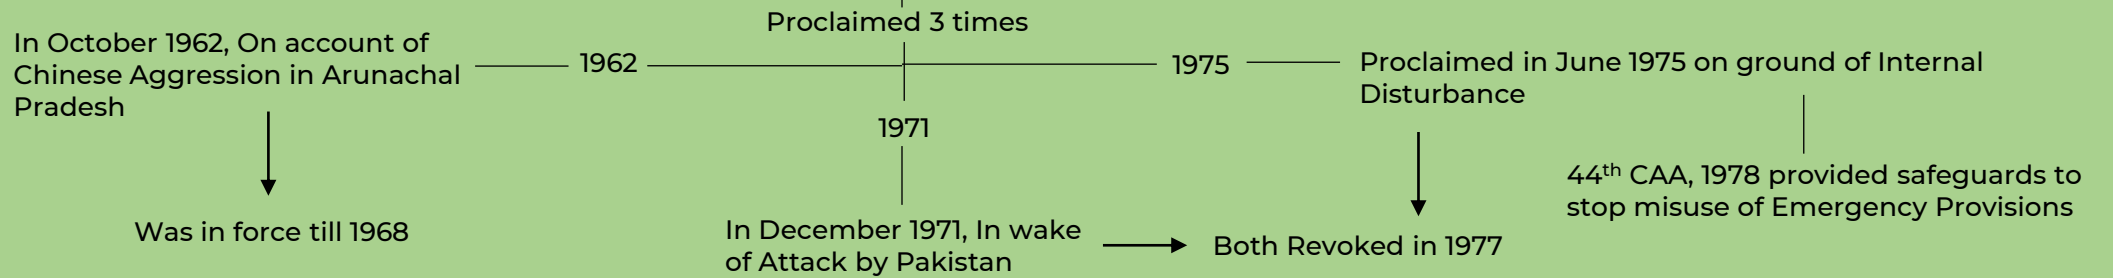 Proclaimed 3 times
In October 1962, On account of
Chinese Aggression in Arunachal
Pradesh
1962
1975
Proclaimed in June 1975 on ground of Internal
Disturbance
1971
44th CAA, 1978 provided safeguards to
stop misuse of Emergency Provisions
Was in force till 1968
In December 1971, In wake
of Attack by Pakistan
Both Revoked in 1977